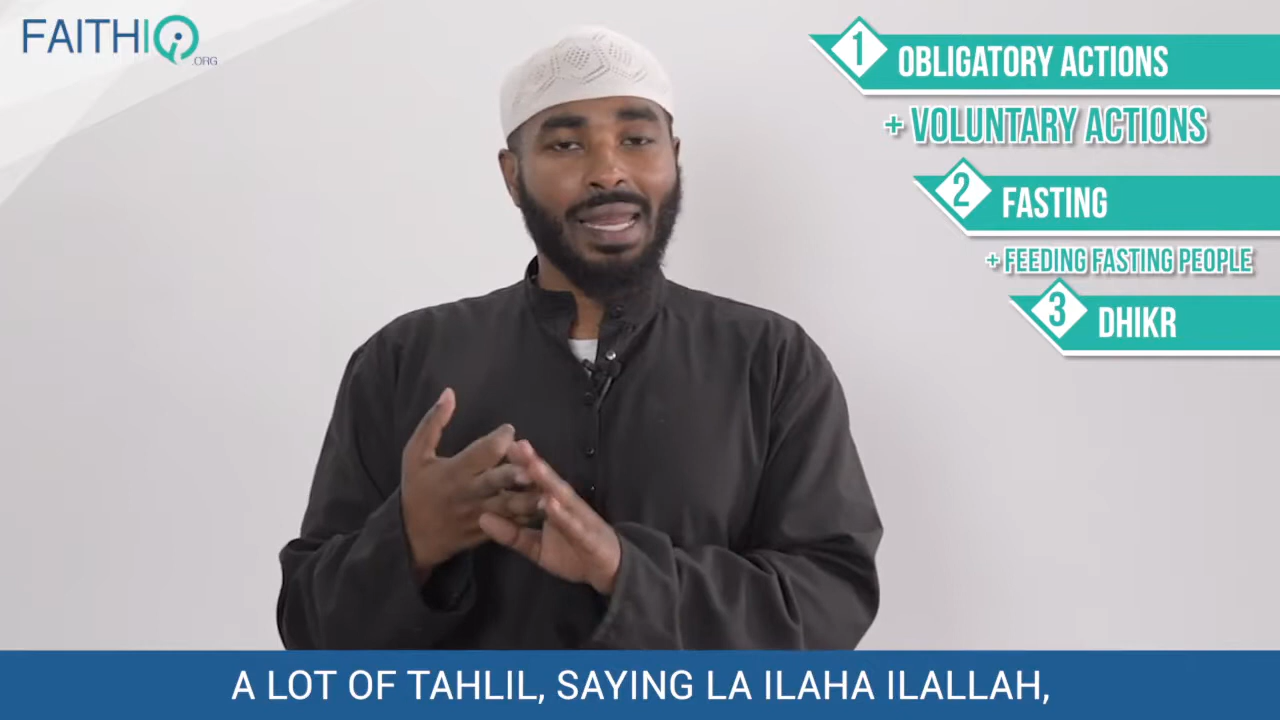 FAITHIQ
.ORG
1 OBLIGATORY ACTIONS
+ VOLUNTARY ACTIONS
2 FASTING
+ FEEDING FASTING PEOPLE
3 DHIKR
A LOT OF TAHLIL, SAYING LA ILAHA ILALLAH,